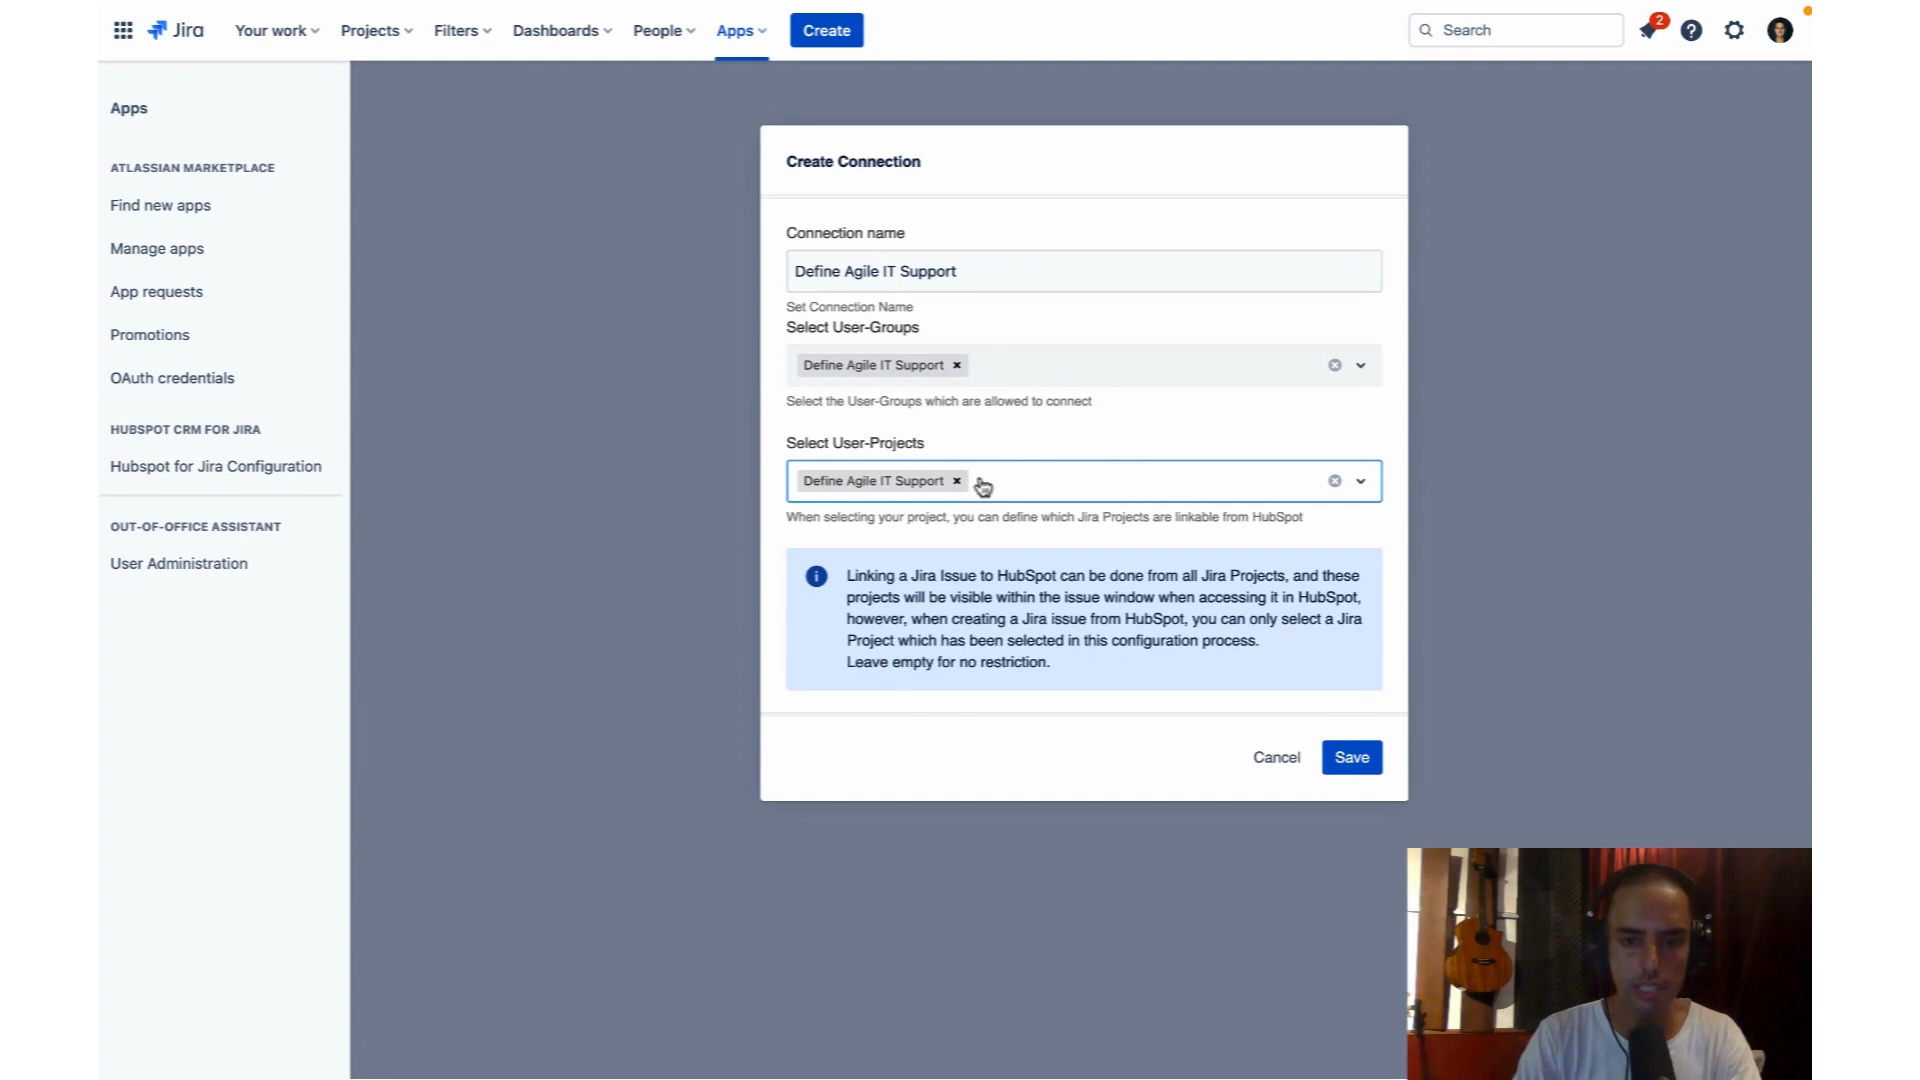 Jira
Your work
Projects
Filters
Dashboards
People
Apps
Create
Search
2
Apps
ATLASSIAN MARKETPLACE
Find new apps
Manage apps
App requests
Promotions
OAuth credentials
HUBSPOT CRM FOR JIRA
Hubspot for Jira Configuration
OUT-OF-OFFICE ASSISTANT
User Administration
Create Connection
Connection name
Define Agile IT Support
Set Connection Name
Select User-Groups
Define Agile IT Support
Select the User-Groups which are allowed to connect
Select User-Projects
Define Agile IT Support
When selecting your project, you can define which Jira Projects are linkable from HubSpot
Linking a Jira Issue to HubSpot can be done from all Jira Projects, and these
projects will be visible within the issue window when accessing it in HubSpot,
however, when creating a Jira issue from HubSpot, you can only select a Jira
Project which has been selected in this configuration process.
Leave empty for no restriction.
Cancel
Save